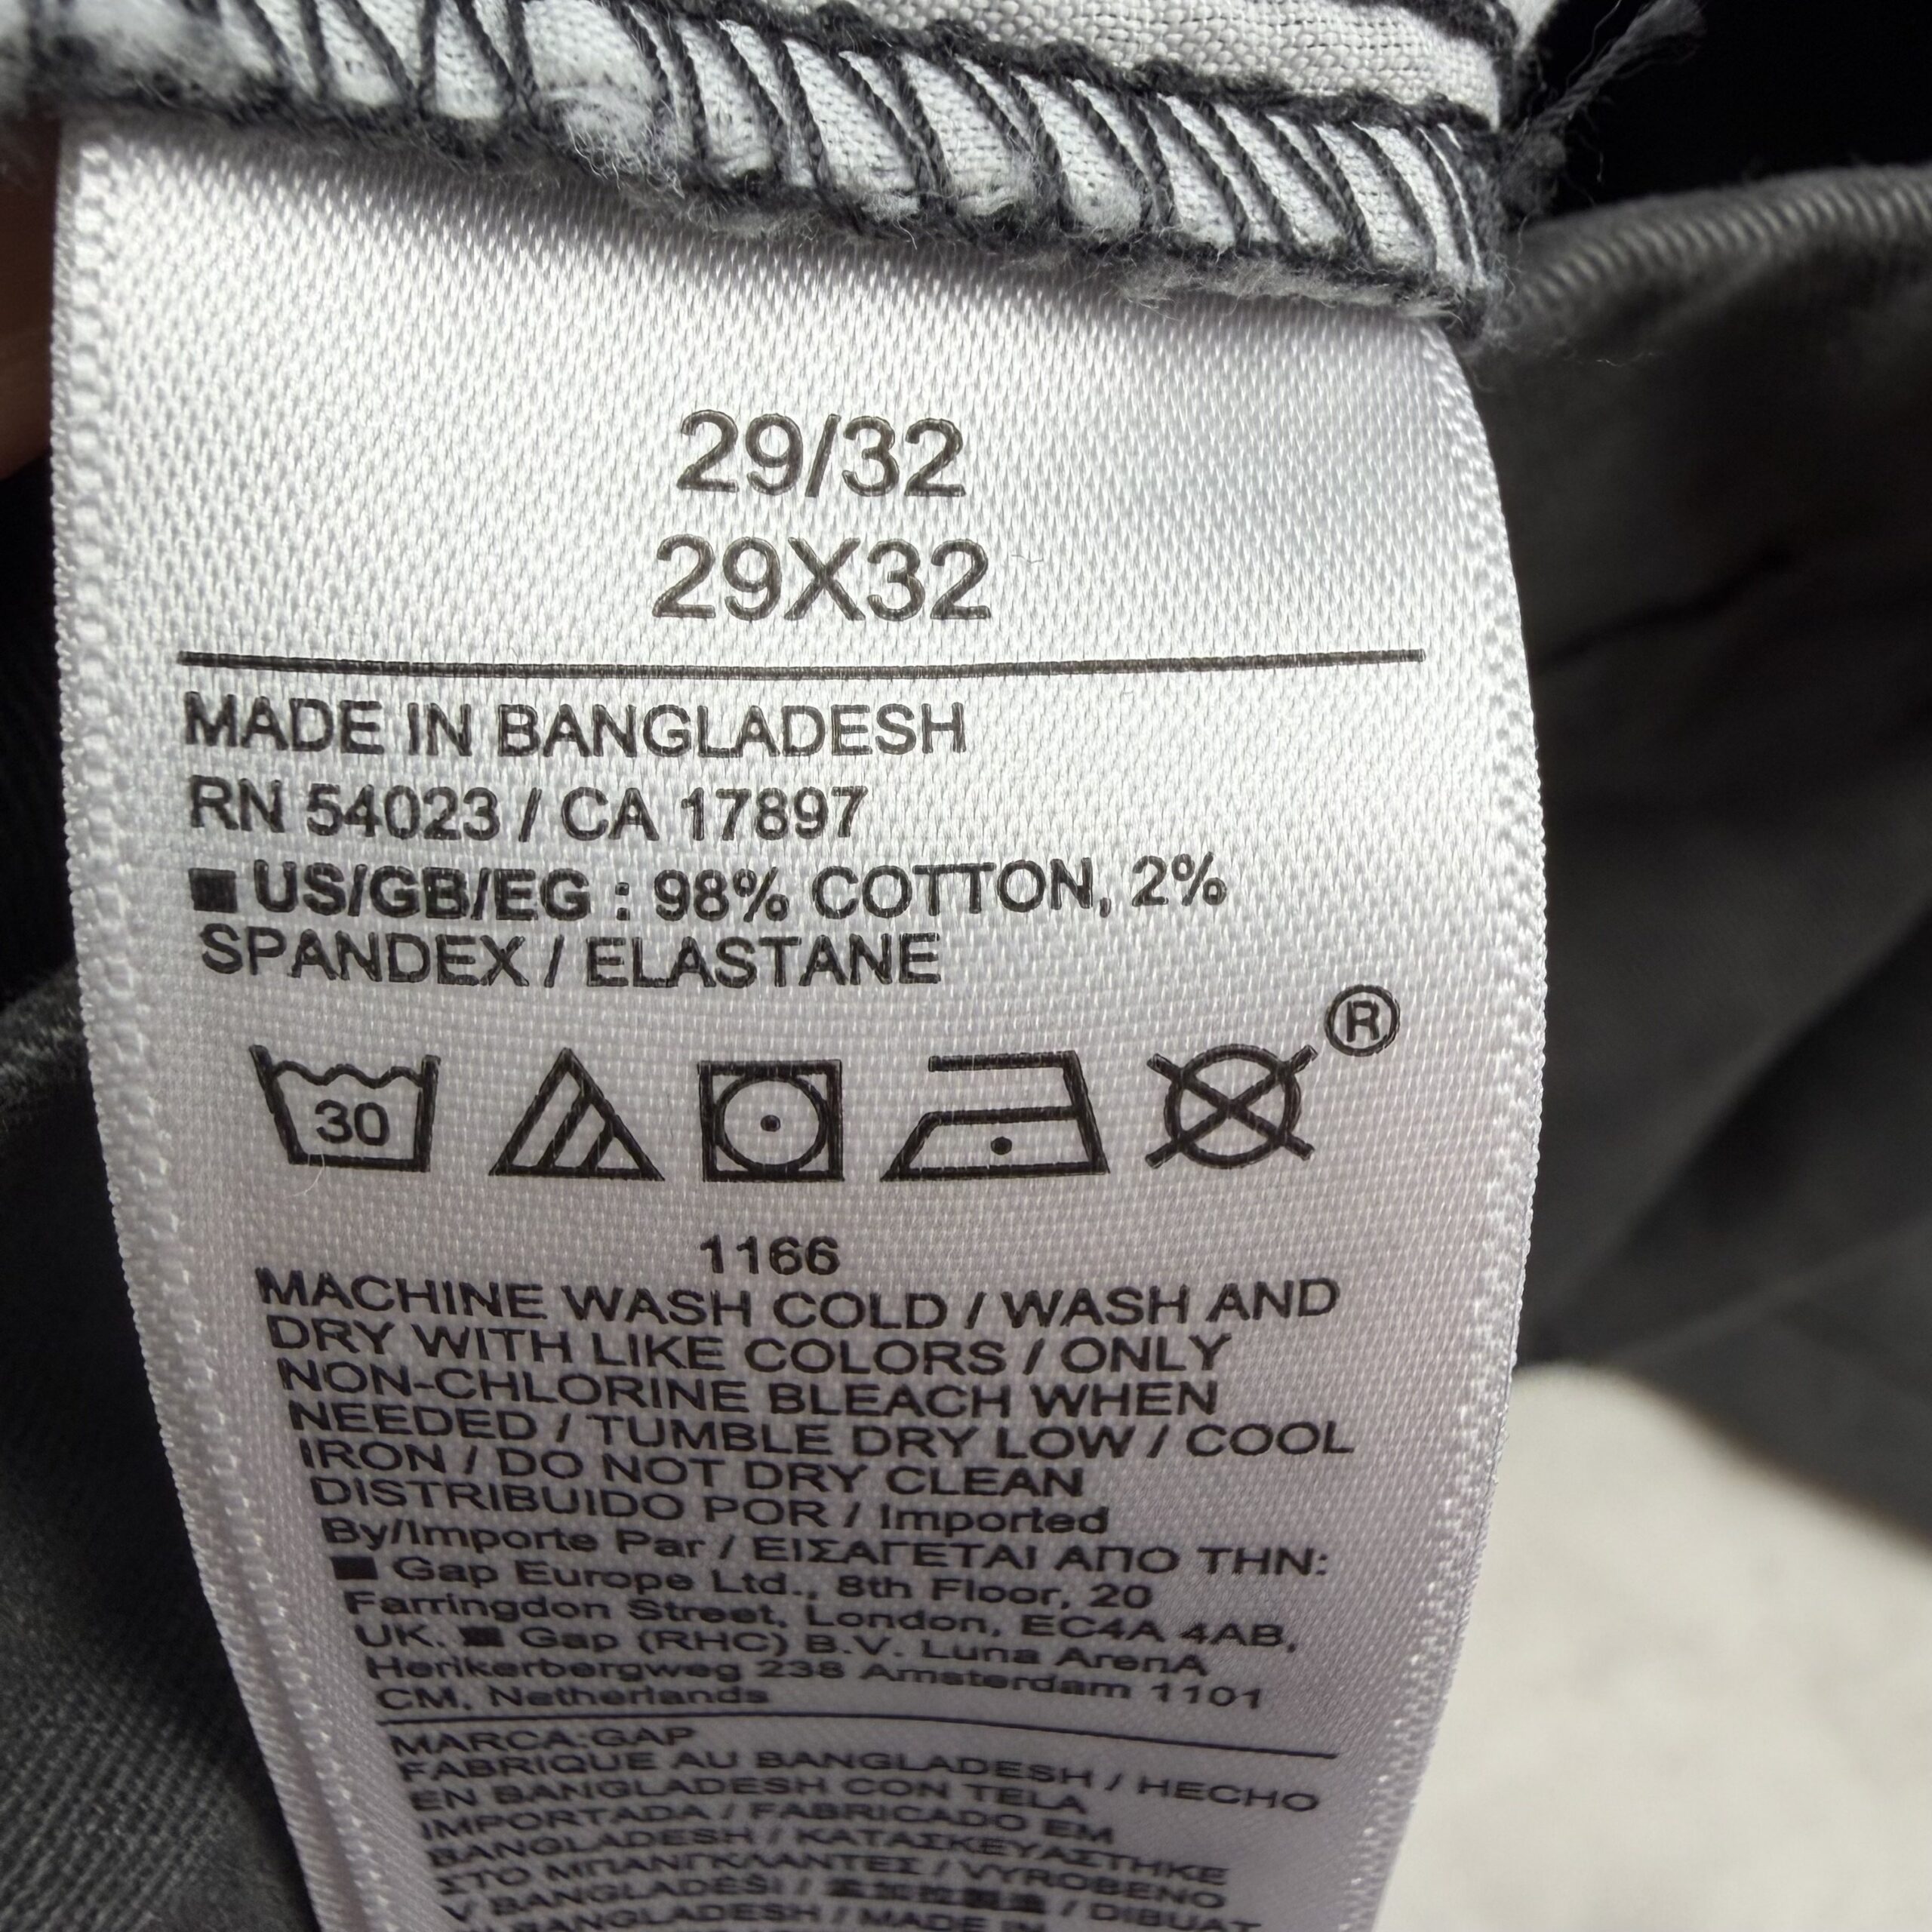 29/32
29X32
MADE IN BANGLADESH
RN 54023 / CA 17897
■ US/GB/EG : 98% COTTON, 2%
SPANDEX / ELASTANE
®
30
1166
MACHINE WASH COLD / WASH AND
DRY WITH LIKE COLORS / ONLY
NON-CHLORINE BLEACH WHEN
NEEDED / TUMBLE DRY LOW / COOL
IRON / DO NOT DRY CLEAN
DISTRIBUIDO POR / Imported
By/Importe Par / ΕΙΣΑΓΕΤΑΙ ΑΠΟ ΤΗΝ:
■ Gap Europe Ltd., 8th Floor, 20
Farringdon Street, London, EC4A 4AB,
UK. ■ Gap (RHC) B.V. Luna ArenA
Herikerbergweg 238 Amsterdam 1101
CM, Netherlands
MARCA:GAP
FABRIQUE AU BANGLADESH / HECHO
EN BANGLADESH CON TELA
IMPORTADA / FABRICADO EM
BANGLADESH / ΚΑΤΑΣΚΕΥΑΣΤΗΚΕ
ΣΤΟ ΜΠΑΝΓΚΛΑΝΤΕΣ / VYROBENO
V BANGLADEŠI / / DIBUAT
BANGLADESH / MADE IN